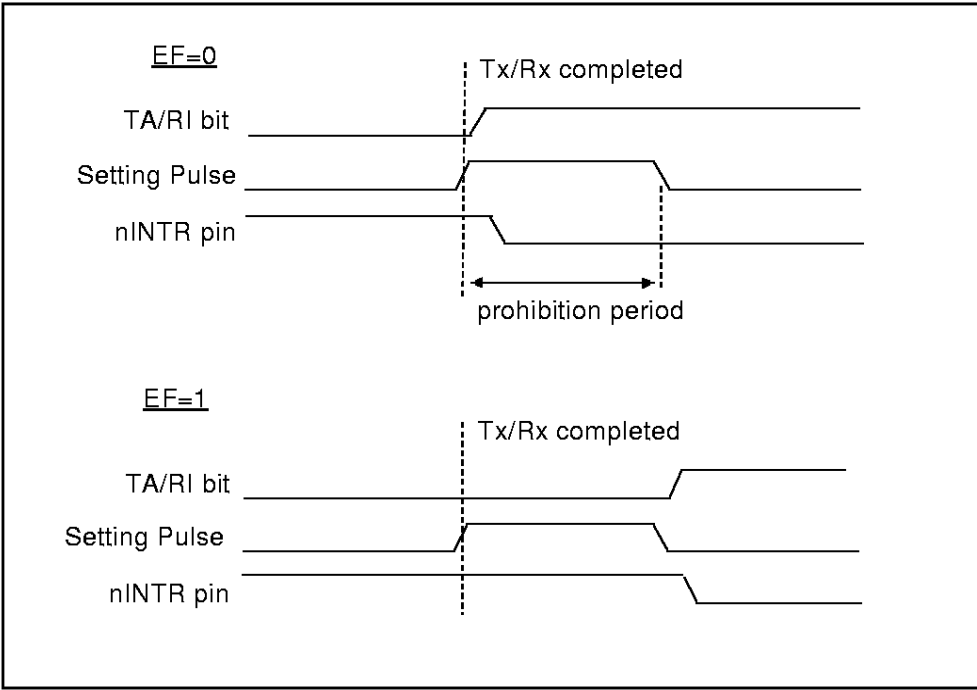 EF=0
Tx/Rx completed
TA/RI bit
Setting Pulse
nINTR pin
prohibition period
EF=1
Tx/Rx completed
TA/RI bit
Setting Pulse
nINTR pin